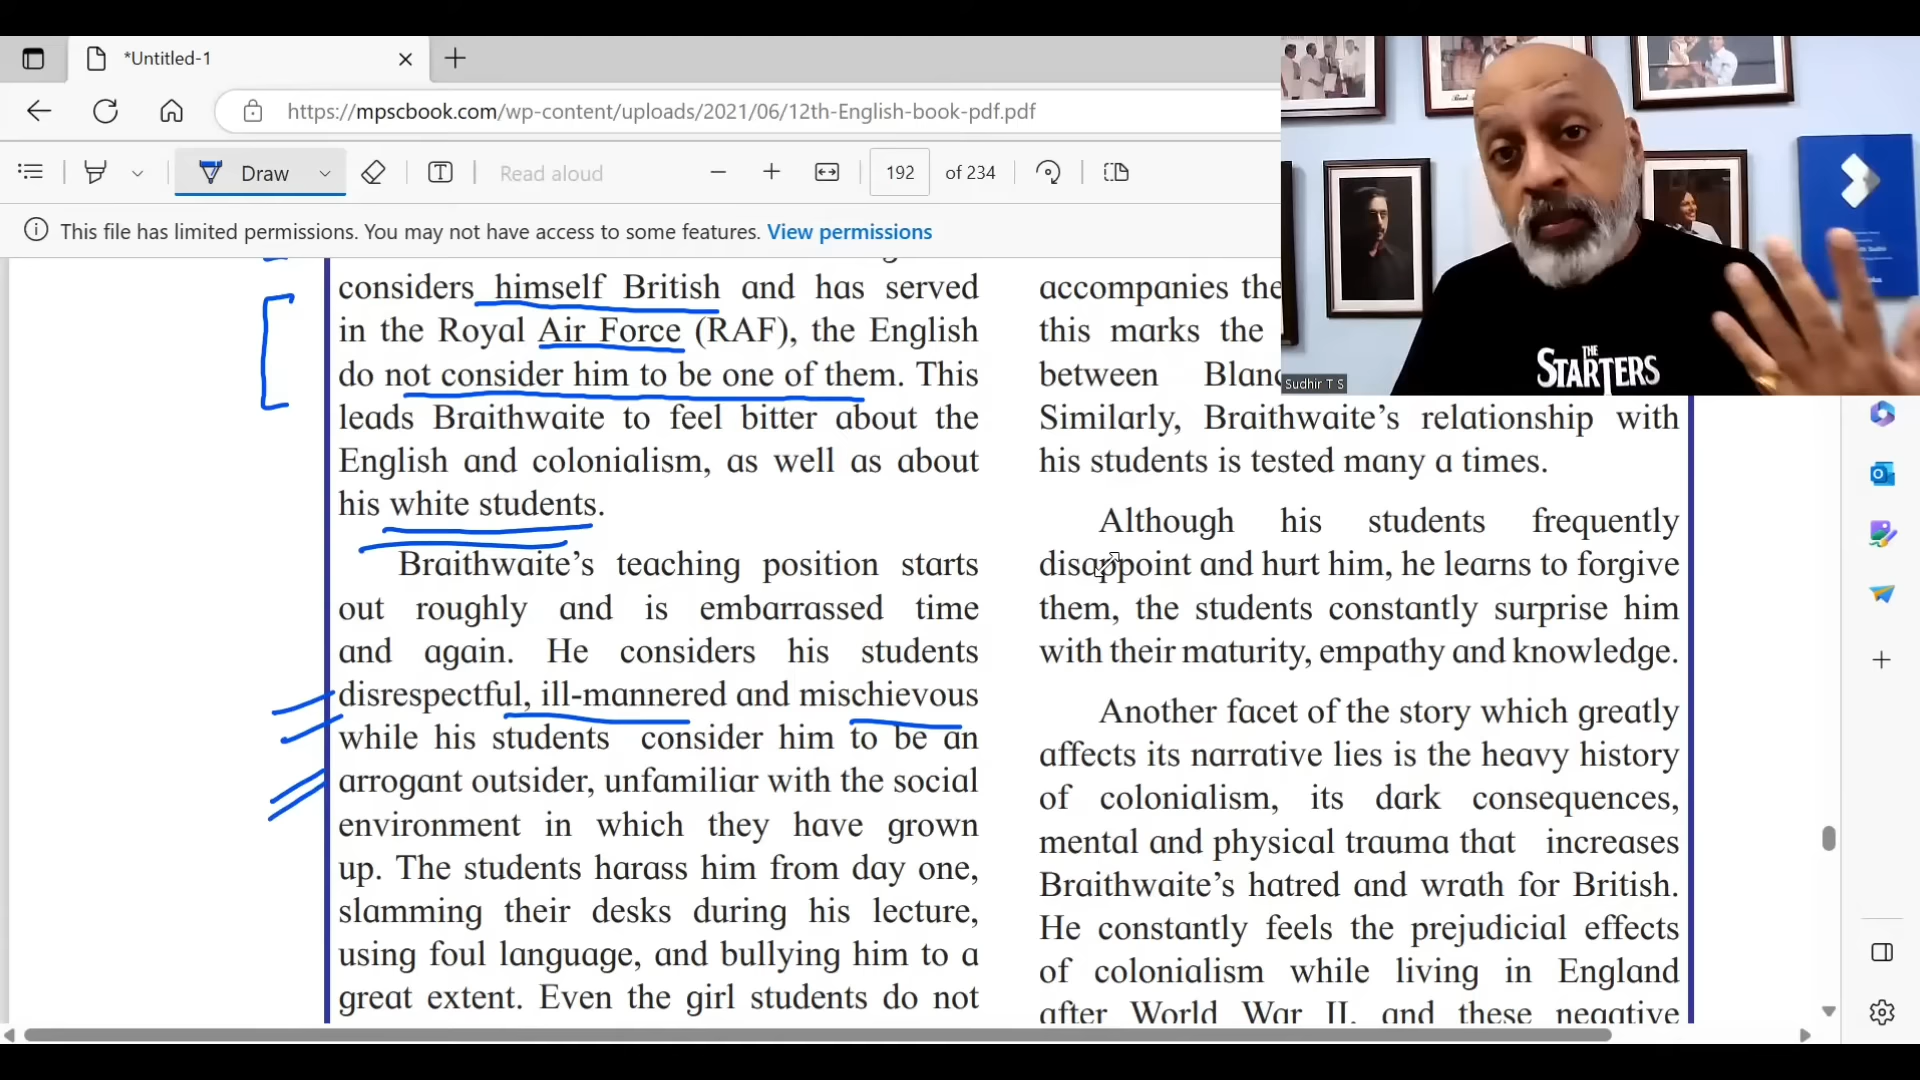 *Untitled-1
https://mpscbook.com/wp-content/uploads/2021/06/12th-English-book-pdf.pdf
Draw
Read aloud
192 of 234
This file has limited permissions. You may not have access to some features. View permissions
considers himself British and has served
in the Royal Air Force (RAF), the English
do not consider him to be one of them. This
leads Braithwaite to feel bitter about the
English and colonialism, as well as about
his white students.
Braithwaite’s teaching position starts
out roughly and is embarrassed time
and again. He considers his students
disrespectful, ill-mannered and mischievous
while his students consider him to be an
arrogant outsider, unfamiliar with the social
environment in which they have grown
up. The students harass him from day one,
slamming their desks during his lecture,
using foul language, and bullying him to a
great extent. Even the girl students do not
accompanies the
this marks the
between Blanc
Similarly, Braithwaite’s relationship with
his students is tested many a times.
Although his students frequently
disappoint and hurt him, he learns to forgive
them, the students constantly surprise him
with their maturity, empathy and knowledge.
Another facet of the story which greatly
affects its narrative lies is the heavy history
of colonialism, its dark consequences,
mental and physical trauma that increases
Braithwaite’s hatred and wrath for British.
He constantly feels the prejudicial effects
of colonialism while living in England
after World War II, and these negative
THE
STARTERS
Sudhir T S